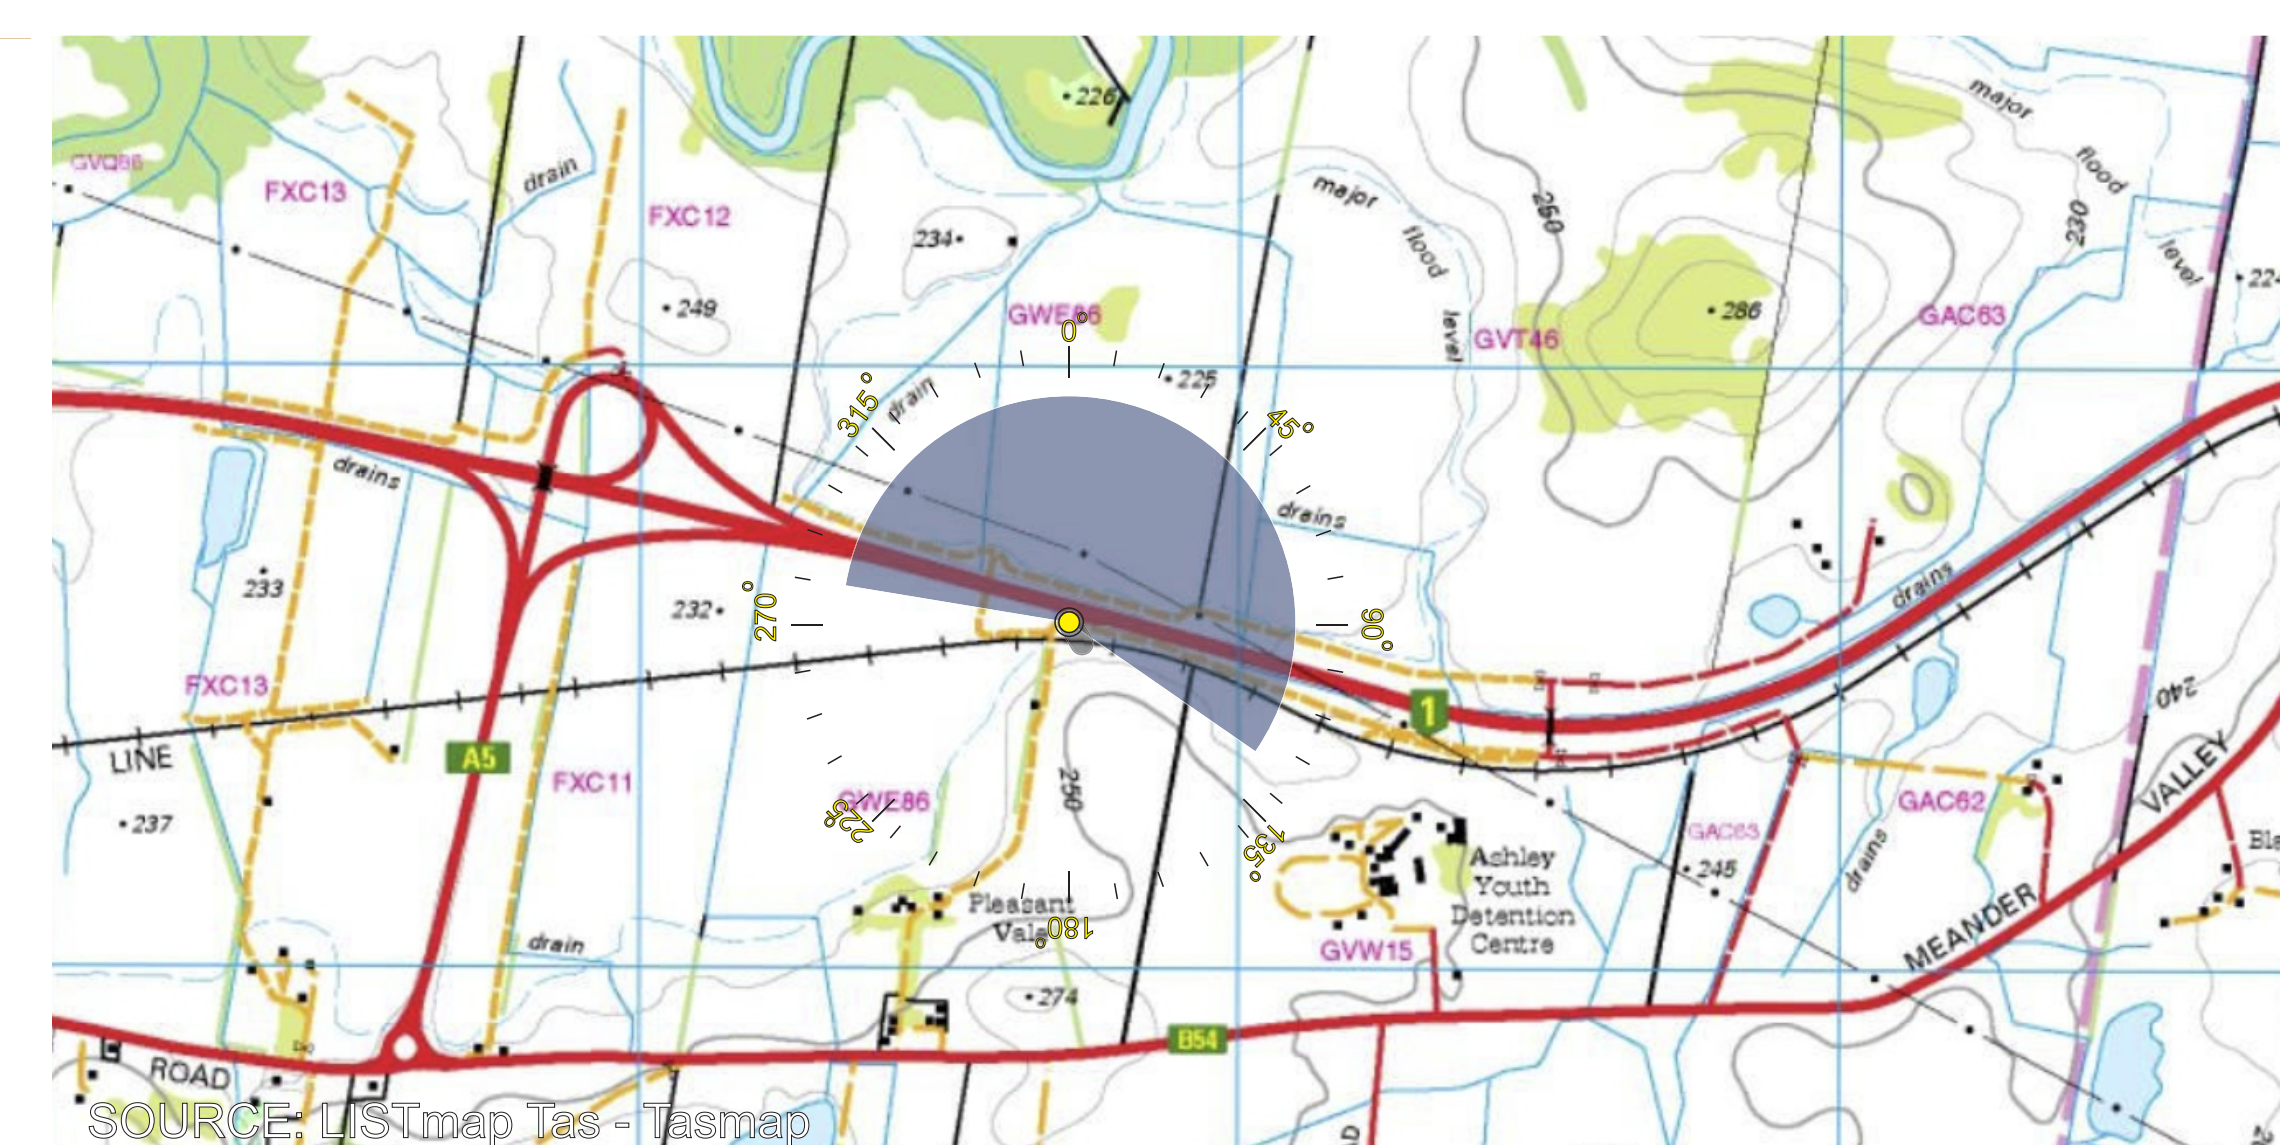 226
major
GVQ86
FXC13
drain
FXC12
major
flood
234
250
flood
230
level
249
GWE86
0°
level
GVT46
286
GAC63
224
225
315°
drain
45°
drains
drains
233
232
270°
90°
drains
FXC13
1
240
LINE
A5
FXC11
250
GWE86
225°
135°
237
VALLEY
GAC62
GAC63
245
drains
Ashley
Youth
Detention
Centre
Pleasant
Vale
180°
GVW15
MEANDER
drain
274
B54
ROAD
SOURCE: LISTmap Tas - Tasmap